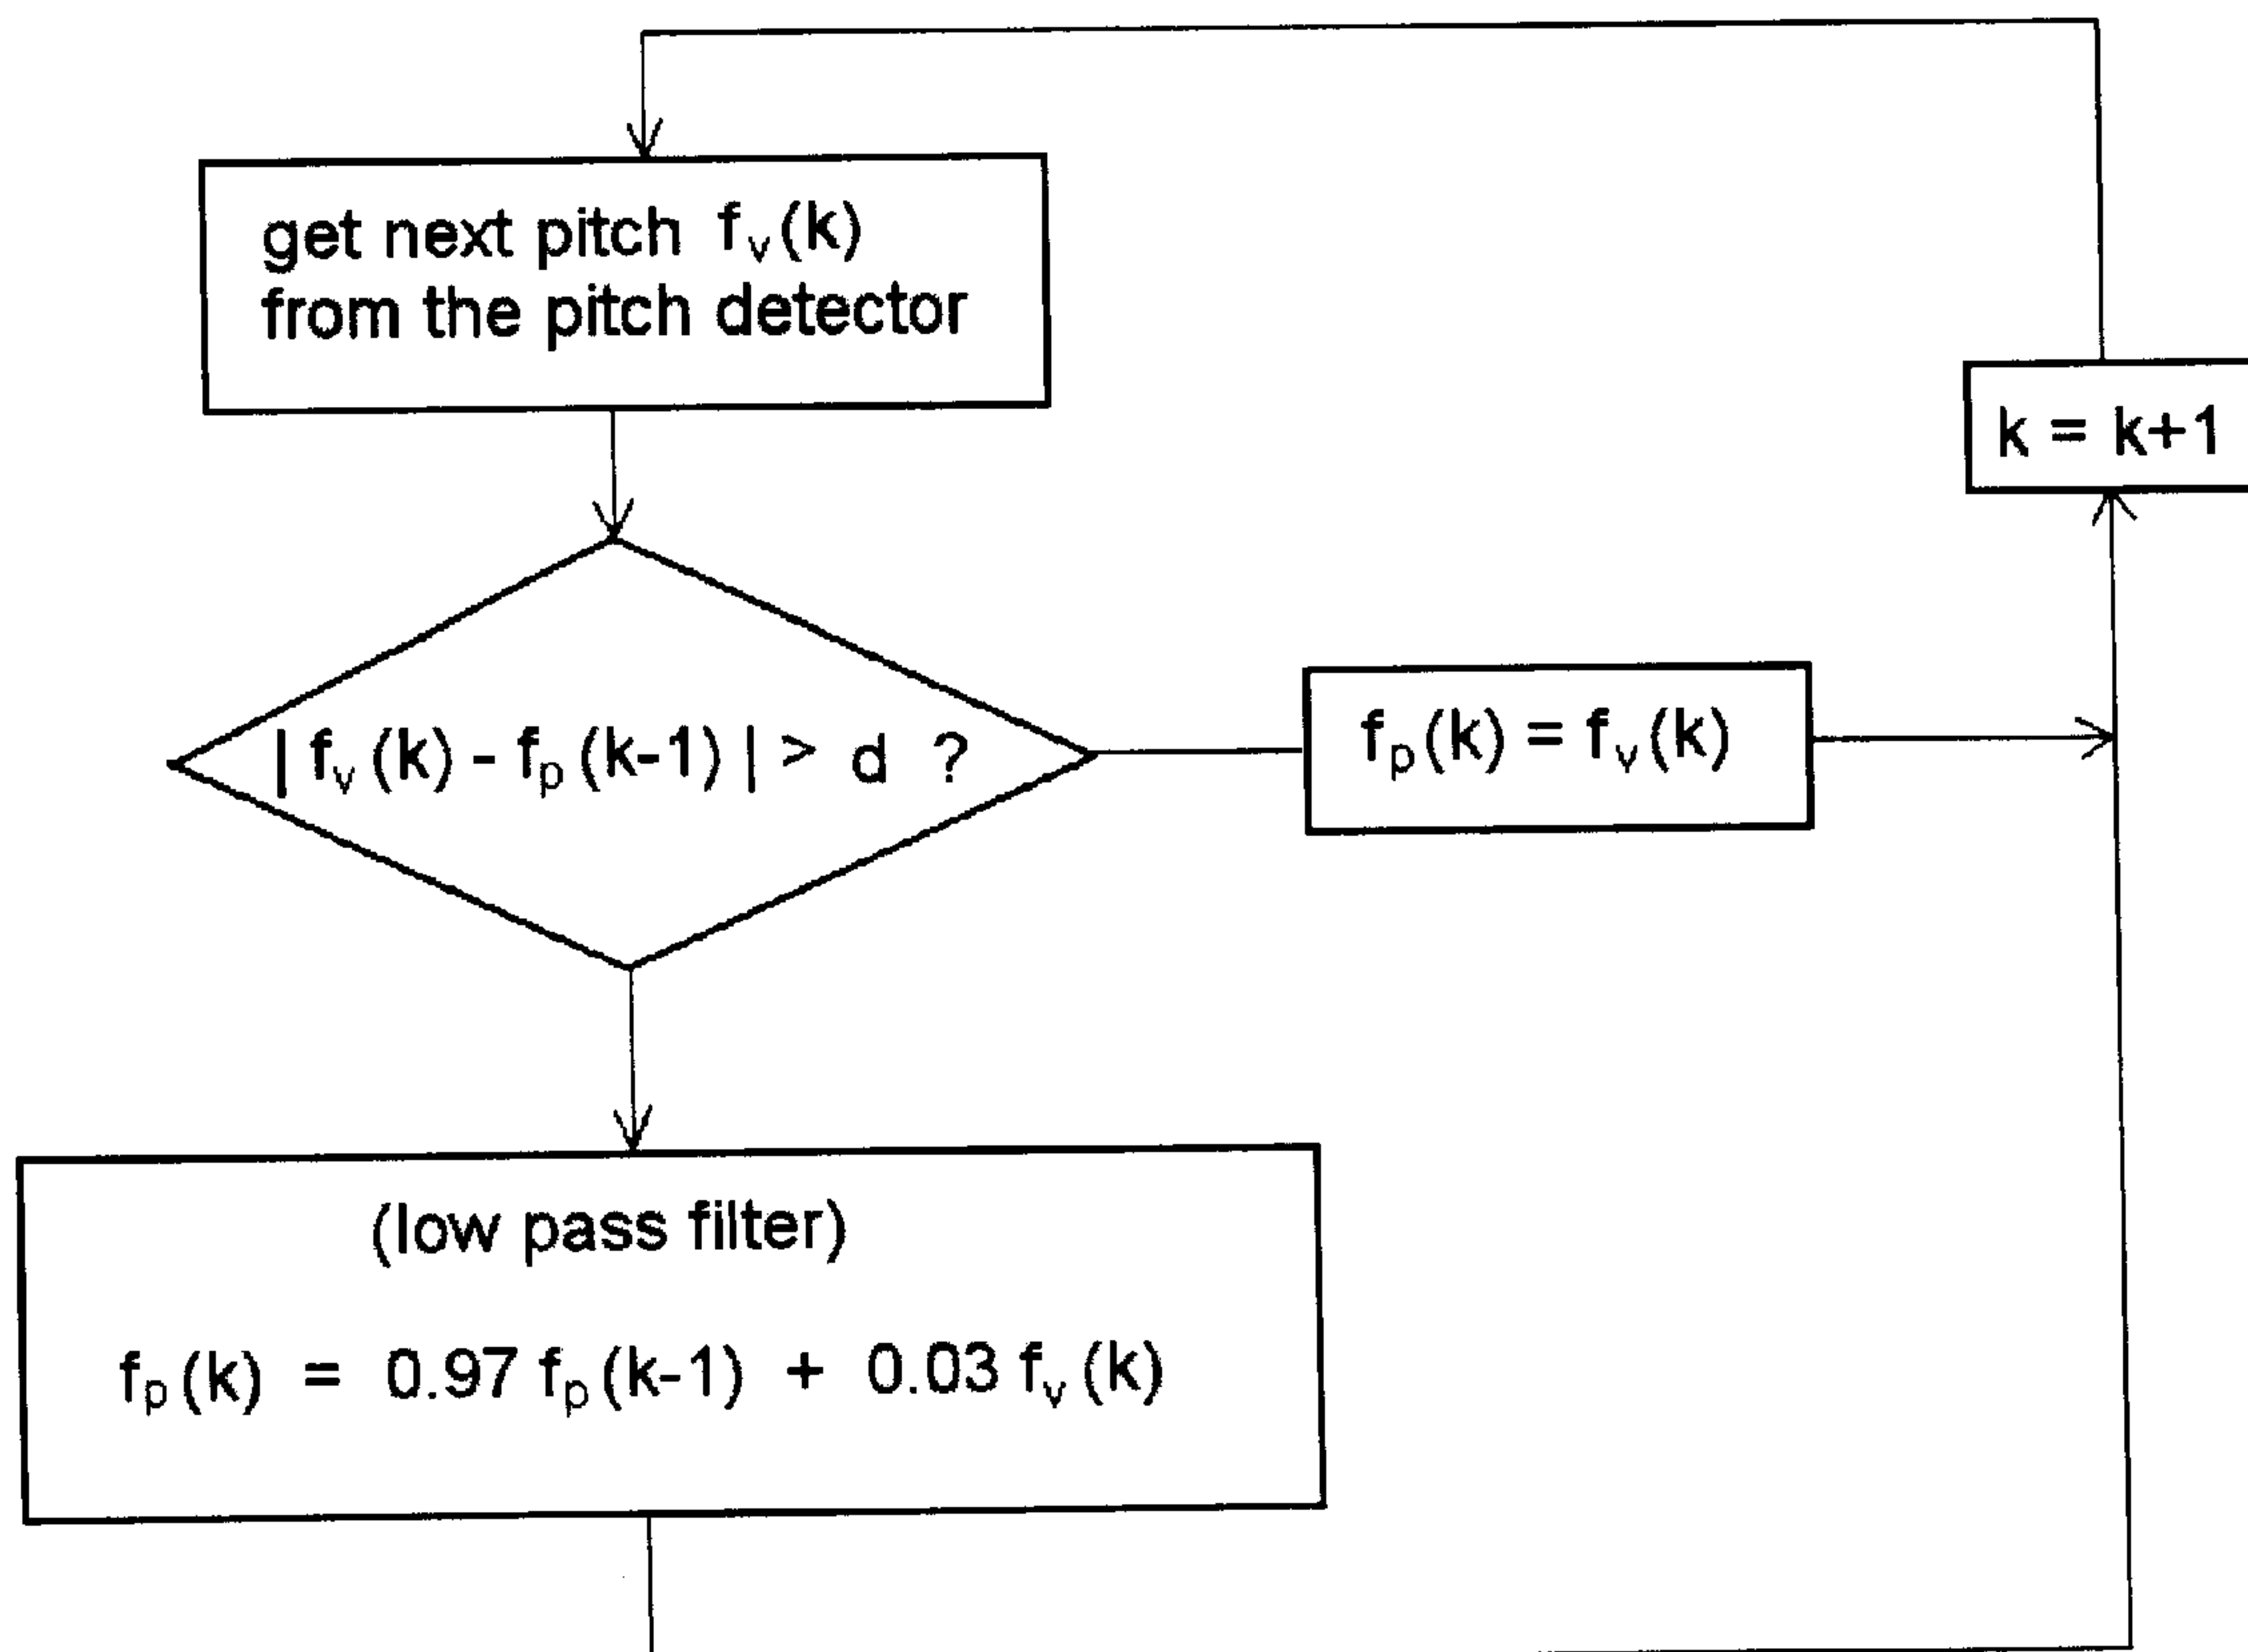 get next pitch f_v(k)
from the pitch detector
k = k+1
| f_v(k) - f_p(k-1) | > d ?
f_p(k) = f_v(k)
(low pass filter)
f_p(k) = 0.97 f_p(k-1) + 0.03 f_v(k)